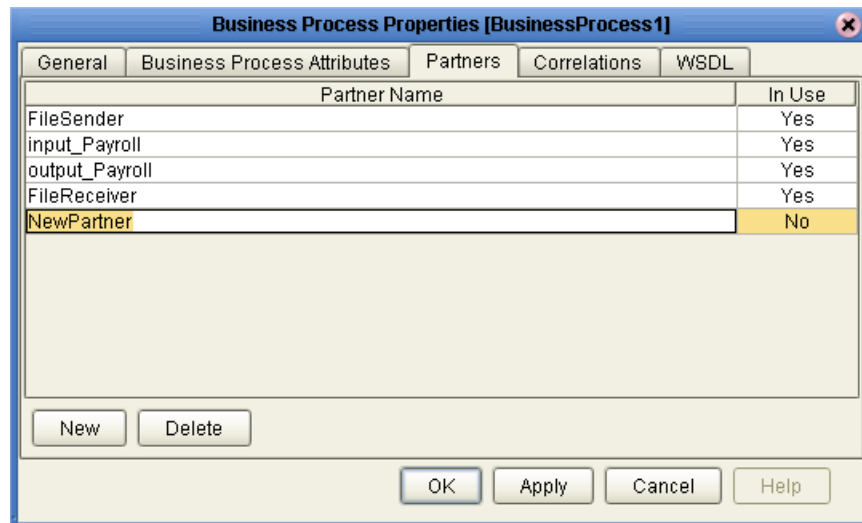 Business Process Properties [BusinessProcess1]
General Business Process Attributes Partners Correlations WSDL
Partner Name In Use
FileSender Yes
input_Payroll Yes
output_Payroll Yes
FileReceiver Yes
NewPartner No
New Delete
OK Apply Cancel Help